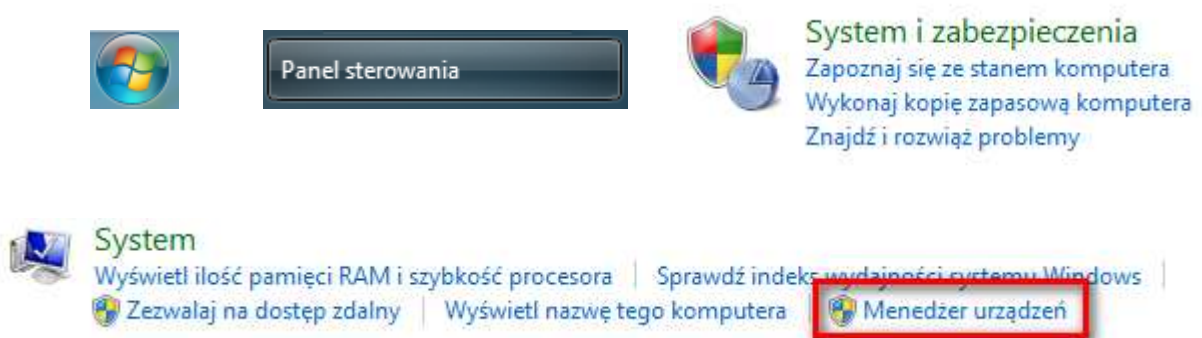 Panel sterowania
System i zabezpieczenia
Zapoznaj się ze stanem komputera
Wykonaj kopię zapasową komputera
Znajdź i rozwiąż problemy
System
Wyświetl ilość pamięci RAM i szybkość procesora Sprawdź indeks wydajności systemu Windows
Zezwalaj na dostęp zdalny Wyświetl nazwę tego komputera Menedżer urządzeń